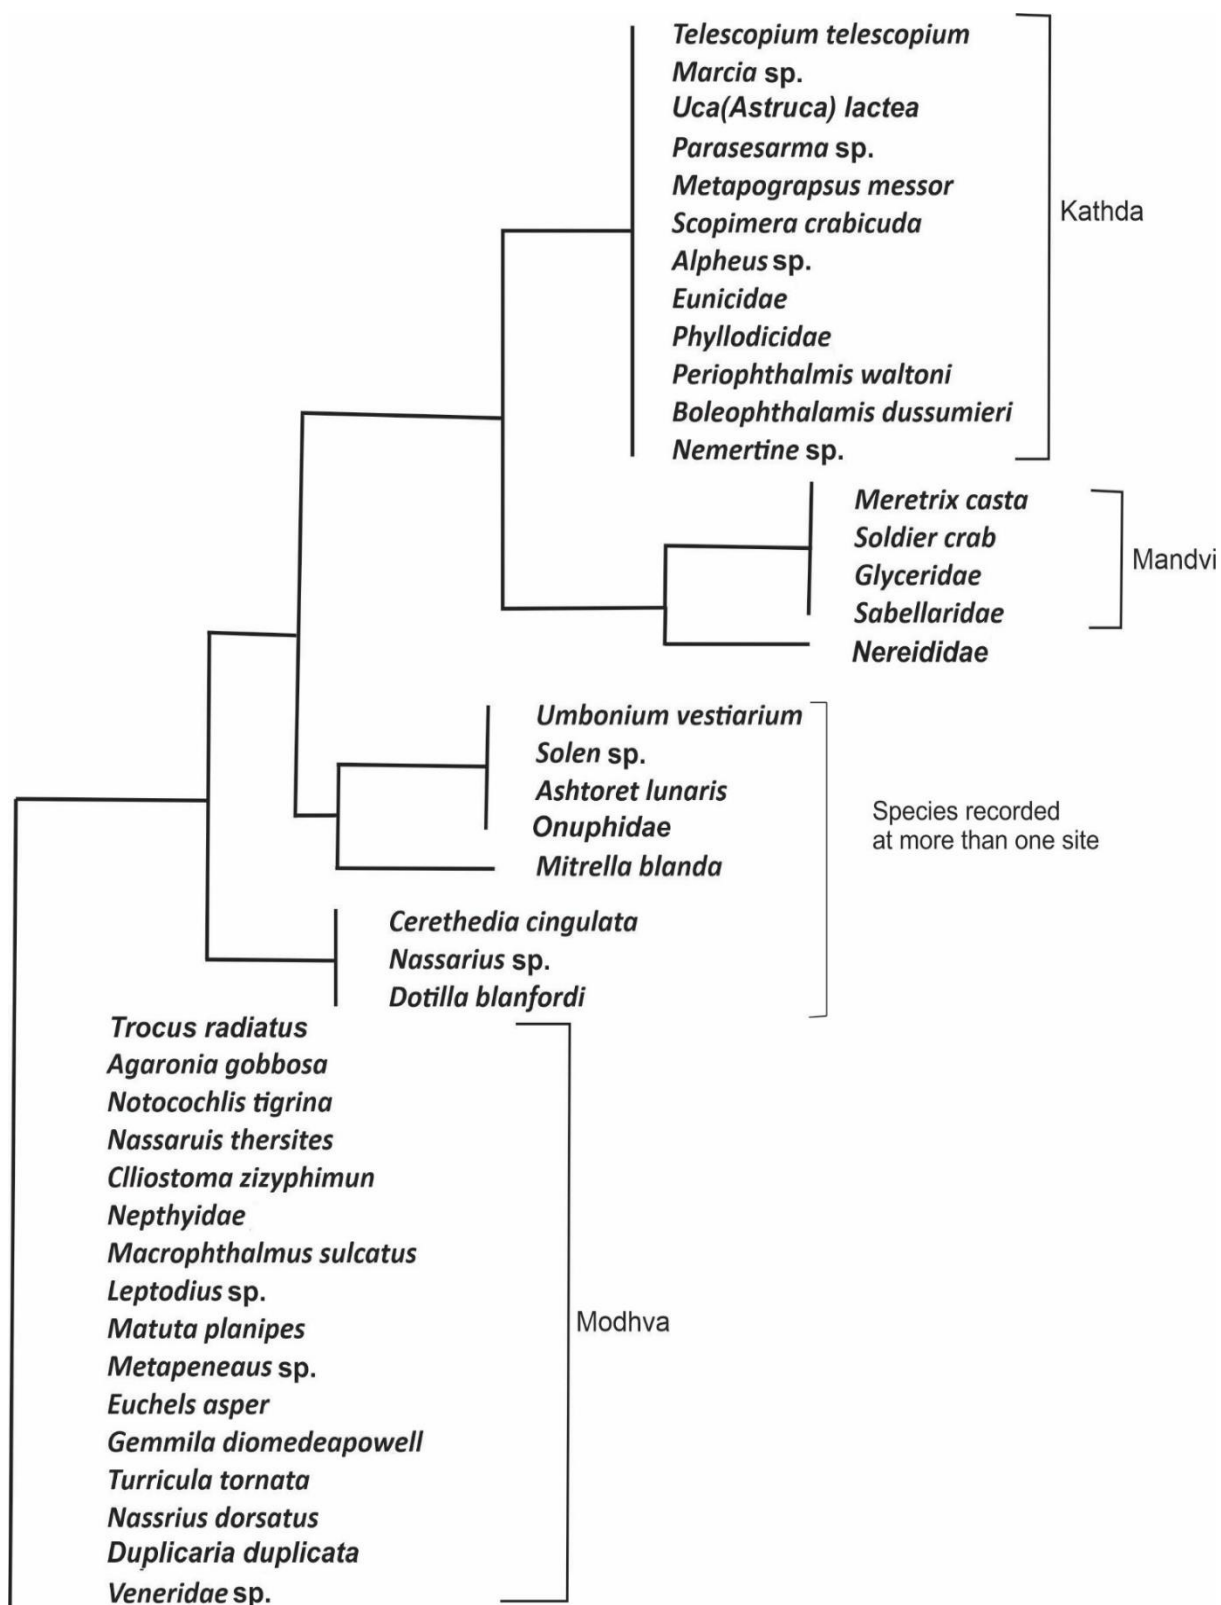 Telescopium telescopium
Marcia sp.
Uca(Astruca) lactea
Parasesarma sp.
Metapograpsus messor
Scopimera crabicuda
Alpheus sp.
Eunicidae
Phyllodicidae
Periophthalmis waltoni
Boleophthalamis dussumieri
Nemertine sp.
Kathda
Meretrix casta
Soldier crab
Glyceridae
Sabellaridae
Mandvi
Nereididae
Umbonium vestiarium
Solen sp.
Ashtoret lunaris
Onuphidae
Mitrella blanda
Cerethedia cingulata
Nassarius sp.
Dotilla blanfordi
Species recorded
at more than one site
Trocus radiatus
Agaronia gobbosa
Notocochlis tigrina
Nassaruis thersites
Clliostoma zizyphimun
Nepthyidae
Macrophthalmus sulcatus
Leptodius sp.
Matuta planipes
Metapeneaus sp.
Euchels asper
Gemmila diomedeapowell
Turricula tornata
Nassrius dorsatus
Duplicaria duplicata
Veneridae sp.
Modhva